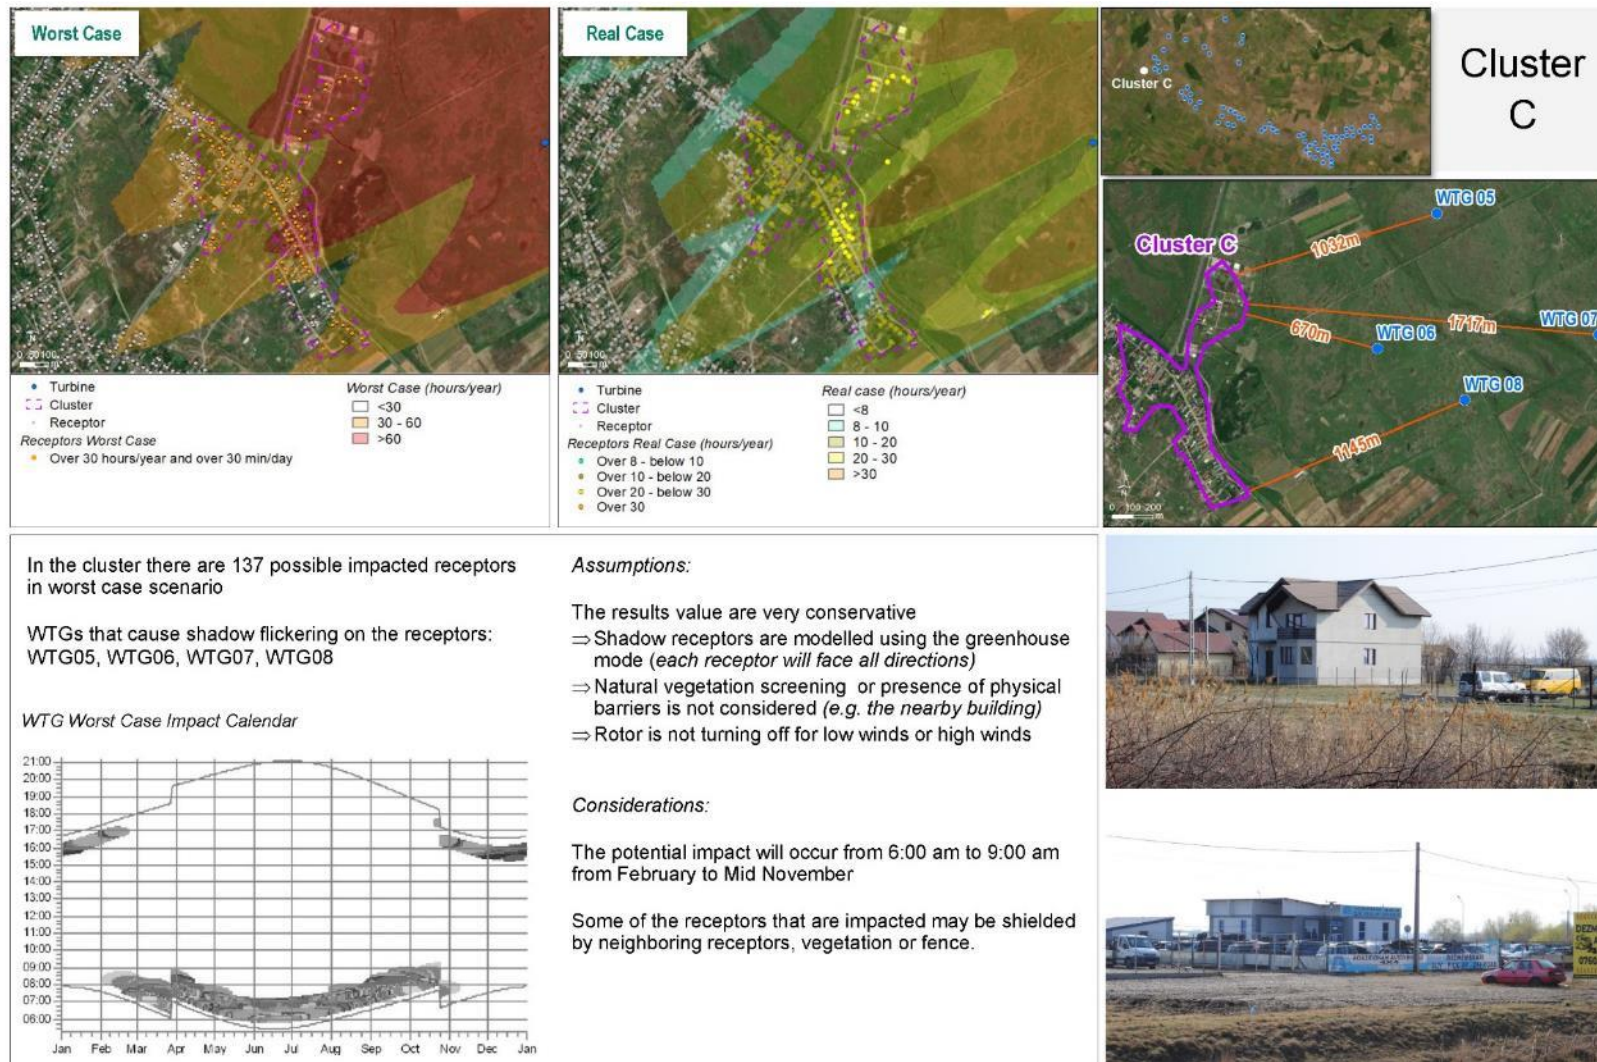 Worst Case
Real Case
Cluster C
Cluster
C
0 50 100
m
0 50 100
m
Turbine
Cluster
Receptor
Receptors Worst Case
Over 30 hours/year and over 30 min/day
Worst Case (hours/year)
<30
30 - 60
>60
Turbine
Cluster
Receptor
Receptors Real Case (hours/year)
Over 8 - below 10
Over 10 - below 20
Over 20 - below 30
Over 30
Real case (hours/year)
<8
8 - 10
10 - 20
20 - 30
>30
WTG 05
Cluster C
1032m
1717m
WTG 07
670m
WTG 06
WTG 08
1145m
0 100 200
m
In the cluster there are 137 possible impacted receptors
in worst case scenario
WTGs that cause shadow flickering on the receptors:
WTG05, WTG06, WTG07, WTG08
WTG Worst Case Impact Calendar
21:00
20:00
19:00
18:00
17:00
16:00
15:00
14:00
13:00
12:00
11:00
10:00
09:00
08:00
07:00
06:00
Jan Feb Mar Apr May Jun Jul Aug Sep Oct Nov Dec Jan
Assumptions:
The results value are very conservative
⇒ Shadow receptors are modelled using the greenhouse
mode (each receptor will face all directions)
⇒ Natural vegetation screening or presence of physical
barriers is not considered (e.g. the nearby building)
⇒ Rotor is not turning off for low winds or high winds
Considerations:
The potential impact will occur from 6:00 am to 9:00 am
from February to Mid November
Some of the receptors that are impacted may be shielded
by neighboring receptors, vegetation or fence.